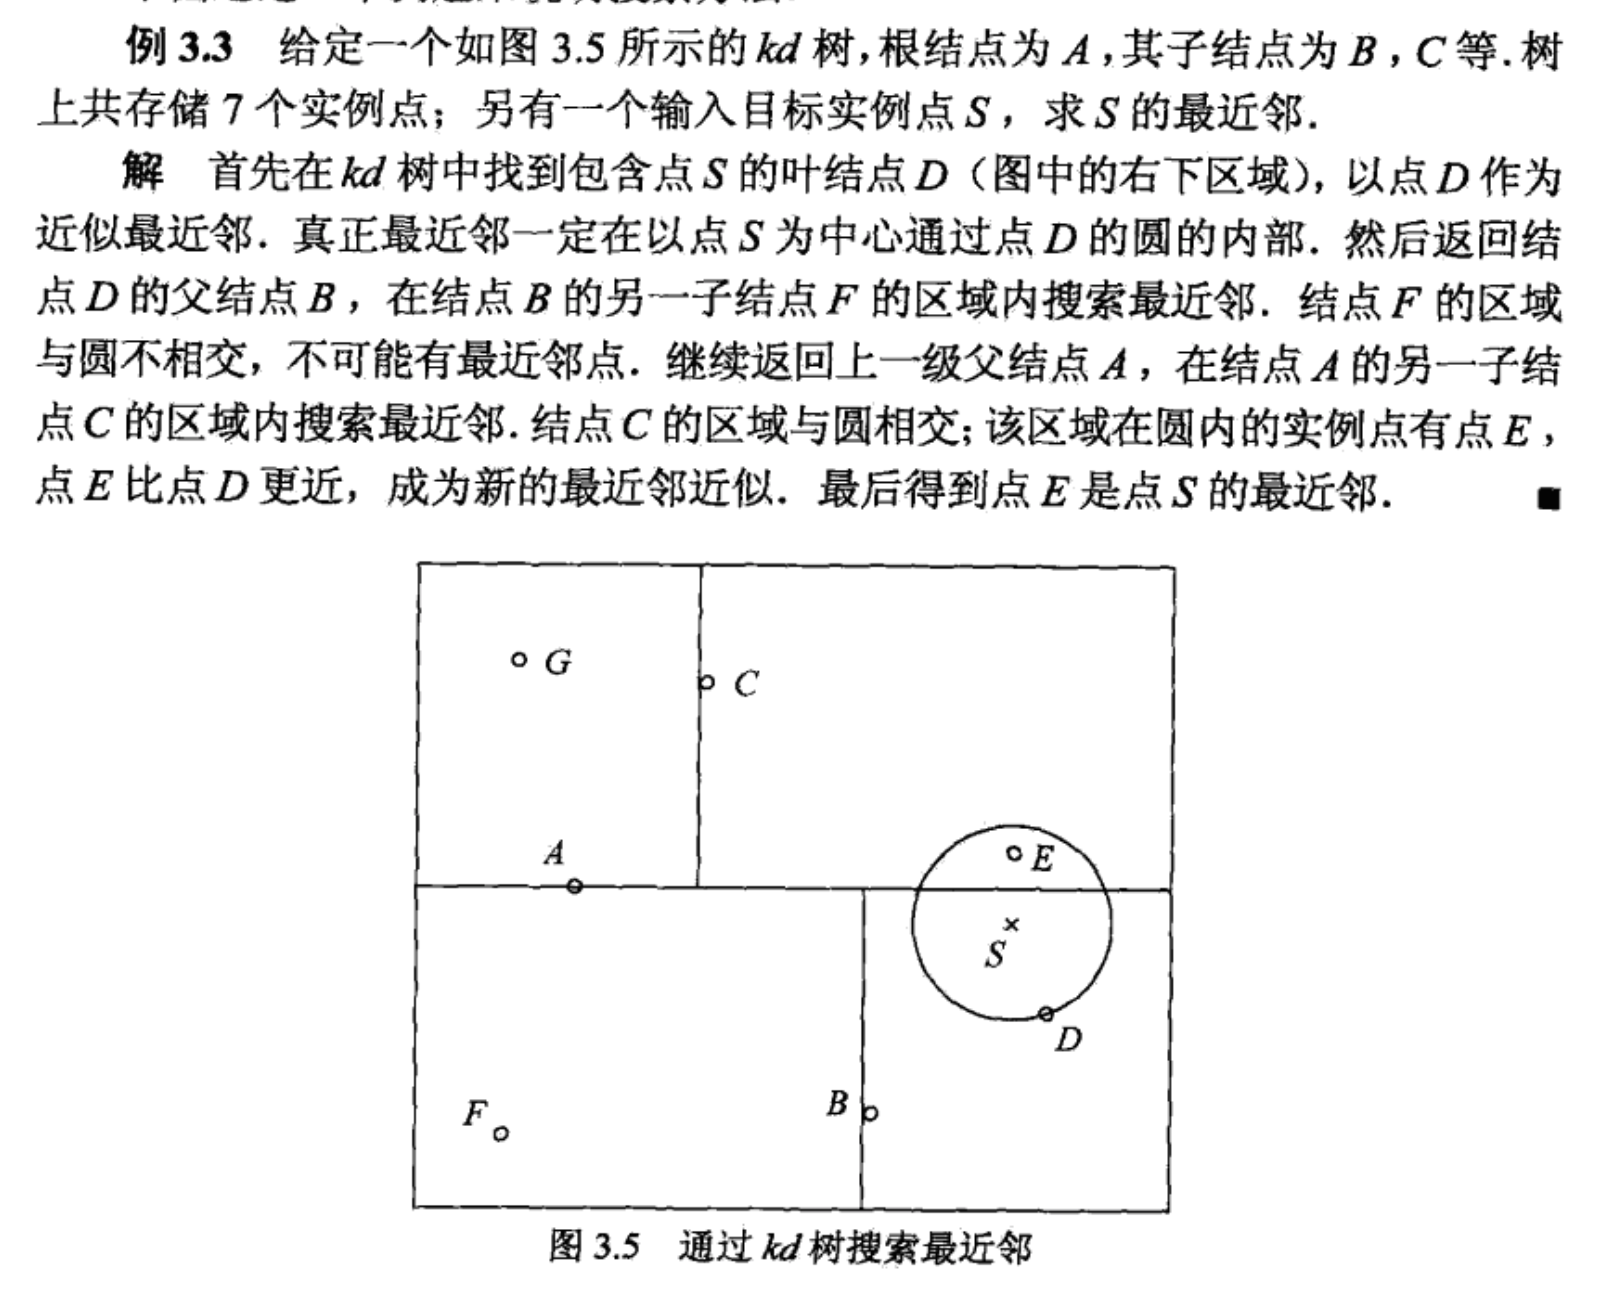 例 3.3 给定一个如图 3.5 所示的 kd 树,根结点为 A,其子结点为 B,C 等.树
上共存储 7 个实例点；另有一个输入目标实例点 S，求 S 的最近邻．
解 首先在 kd 树中找到包含点 S 的叶结点 D（图中的右下区域），以点 D 作为
近似最近邻．真正最近邻一定在以点 S 为中心通过点 D 的圆的内部．然后返回结
点 D 的父结点 B，在结点 B 的另一子结点 F 的区域内搜索最近邻．结点 F 的区域
与圆不相交，不可能有最近邻点．继续返回上一级父结点 A，在结点 A 的另一子结
点 C 的区域内搜索最近邻.结点 C 的区域与圆相交;该区域在圆内的实例点有点 E，
点 E 比点 D 更近，成为新的最近邻近似．最后得到点 E 是点 S 的最近邻．
G
C
A
E
S
D
B
F
图 3.5 通过 kd 树搜索最近邻